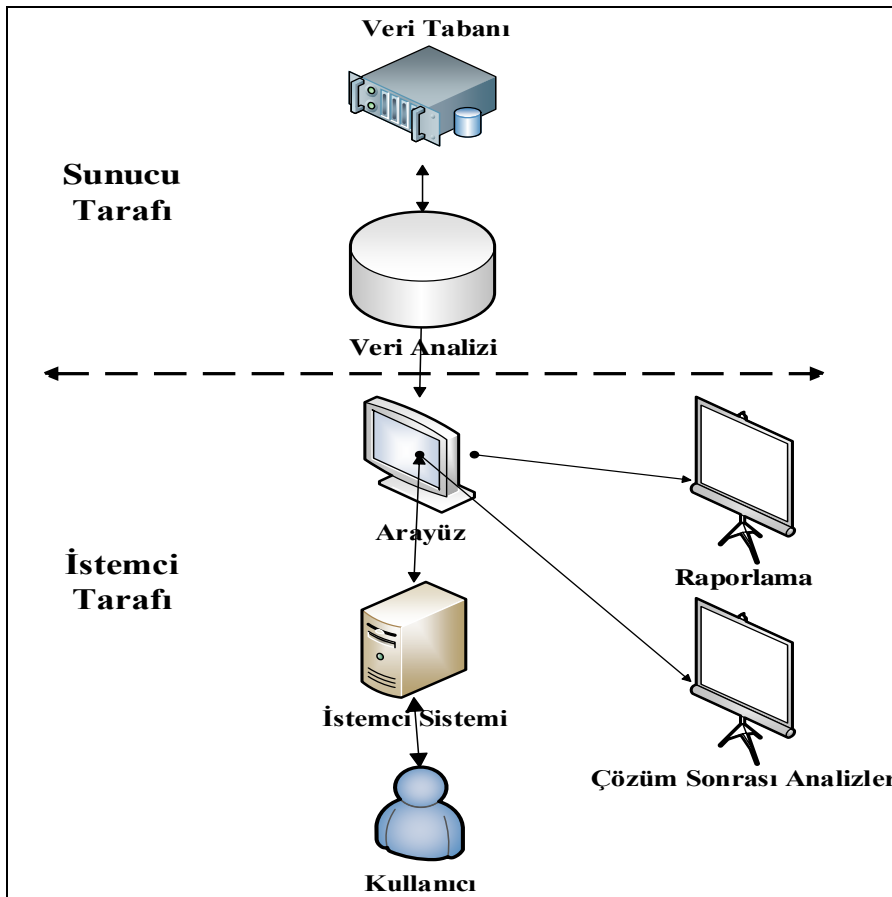 Veri Tabanı
Sunucu
Tarafı
Veri Analizi
Arayüz
Raporlama
İstemci
Tarafı
İstemci Sistemi
Çözüm Sonrası Analizler
Kullanıcı